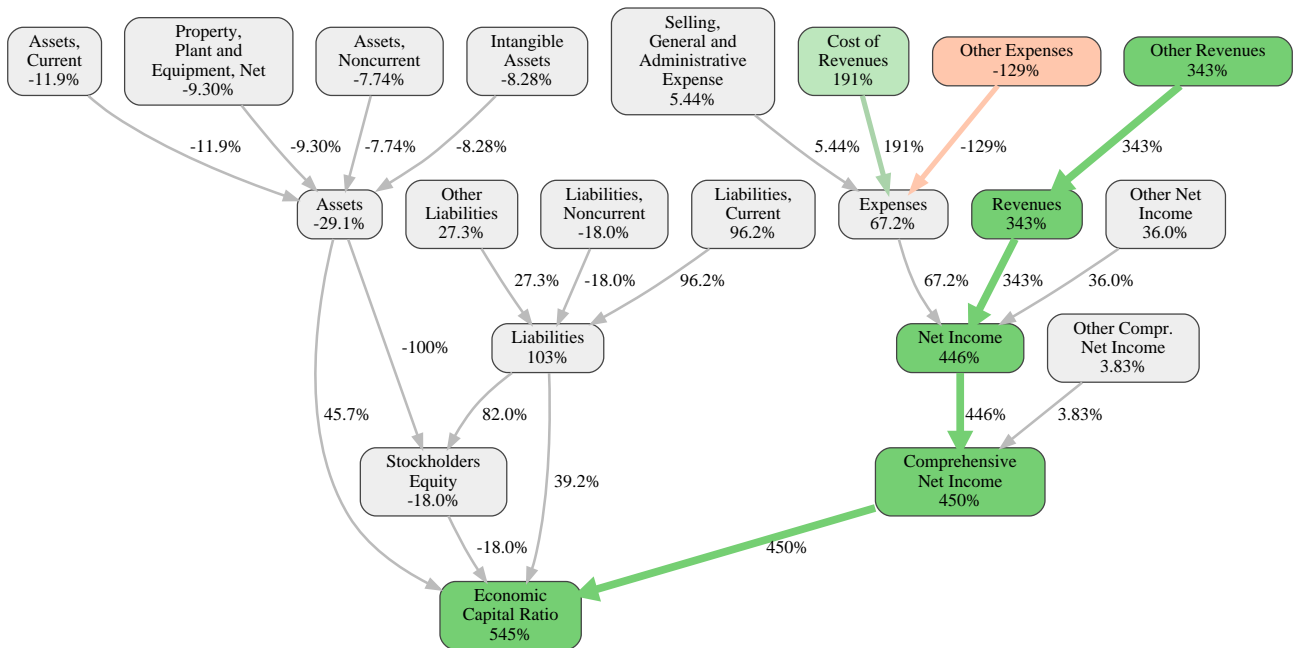 Assets,
Current
-11.9%
Property,
Plant and
Equipment, Net
-9.30%
Assets,
Noncurrent
-7.74%
Intangible
Assets
-8.28%
Selling,
General and
Administrative
Expense
5.44%
Cost of
Revenues
191%
Other Expenses
-129%
Other Revenues
343%
-11.9%
-9.30%
-7.74%
-8.28%
5.44%
191%
-129%
343%
Assets
-29.1%
Other
Liabilities
27.3%
Liabilities,
Noncurrent
-18.0%
Liabilities,
Current
96.2%
Expenses
67.2%
Revenues
343%
Other Net
Income
36.0%
27.3%
-18.0%
96.2%
67.2%
343%
36.0%
Liabilities
103%
Net Income
446%
Other Compr.
Net Income
3.83%
-100%
45.7%
82.0%
446%
3.83%
Stockholders
Equity
-18.0%
39.2%
Comprehensive
Net Income
450%
-18.0%
450%
Economic
Capital Ratio
545%